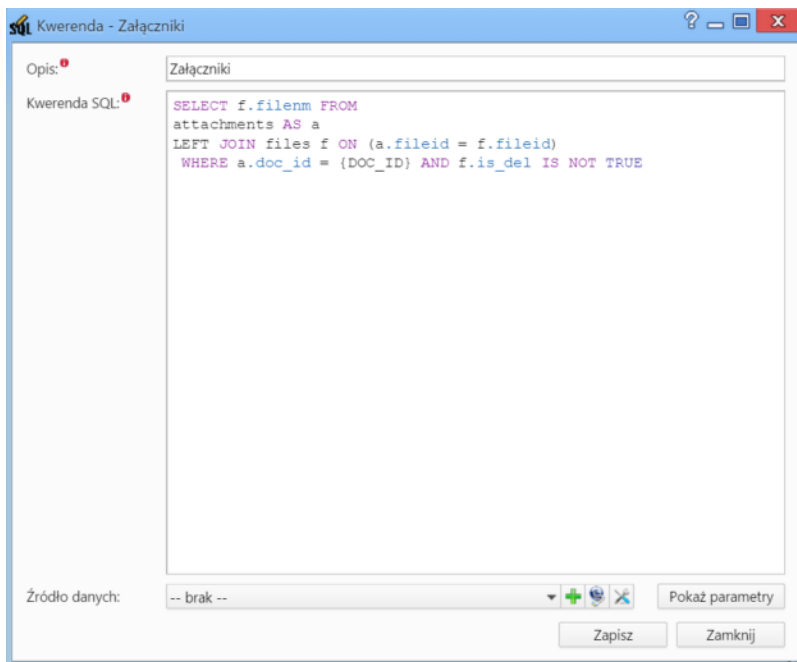 SQL Kwerenda - Załączniki
Opis:
Załączniki
Kwerenda SQL:
SELECT f.filenm FROM
attachments AS a
LEFT JOIN files f ON (a.fileid = f.fileid)
WHERE a.doc_id = {DOC_ID} AND f.is_del IS NOT TRUE
Źródło danych:
-- brak --
Pokaż parametry
Zapisz
Zamknij